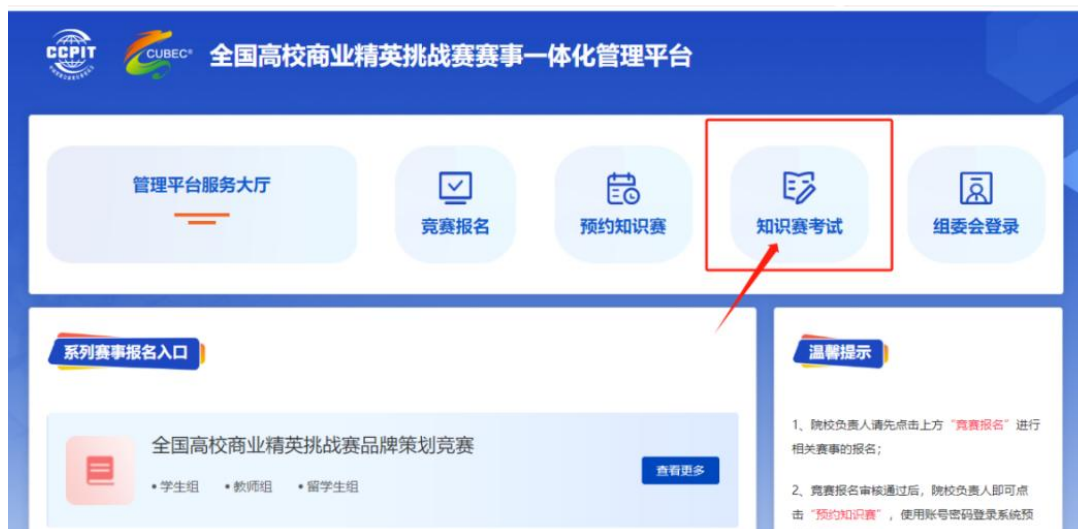 CCPIT
CUBEC®
全国高校商业精英挑战赛赛事一体化管理平台
管理平台服务大厅
竞赛报名
预约知识赛
知识赛考试
组委会登录
系列赛事报名入口
全国高校商业精英挑战赛品牌策划竞赛
•学生组 •教师组 •留学生组
查看更多
温馨提示
1、院校负责人请先点击上方“竞赛报名”进行
相关赛事的报名；
2、竞赛报名审核通过后，院校负责人即可点
击“预约知识赛”，使用账号密码登录系统预